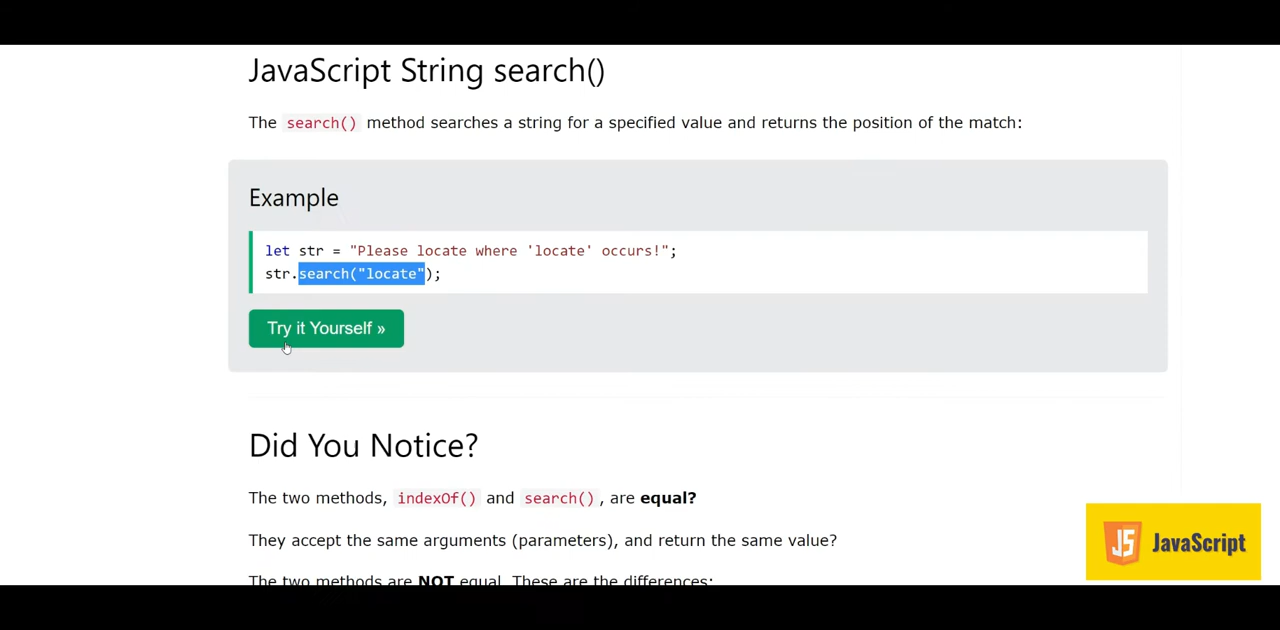 JavaScript String search()
The search() method searches a string for a specified value and returns the position of the match:
Example
let str = "Please locate where 'locate' occurs!";
str.search("locate");
Try it Yourself »
Did You Notice?
The two methods, indexOf() and search(), are equal?
They accept the same arguments (parameters), and return the same value?
The two methods are NOT equal. These are the differences:
JS JavaScript